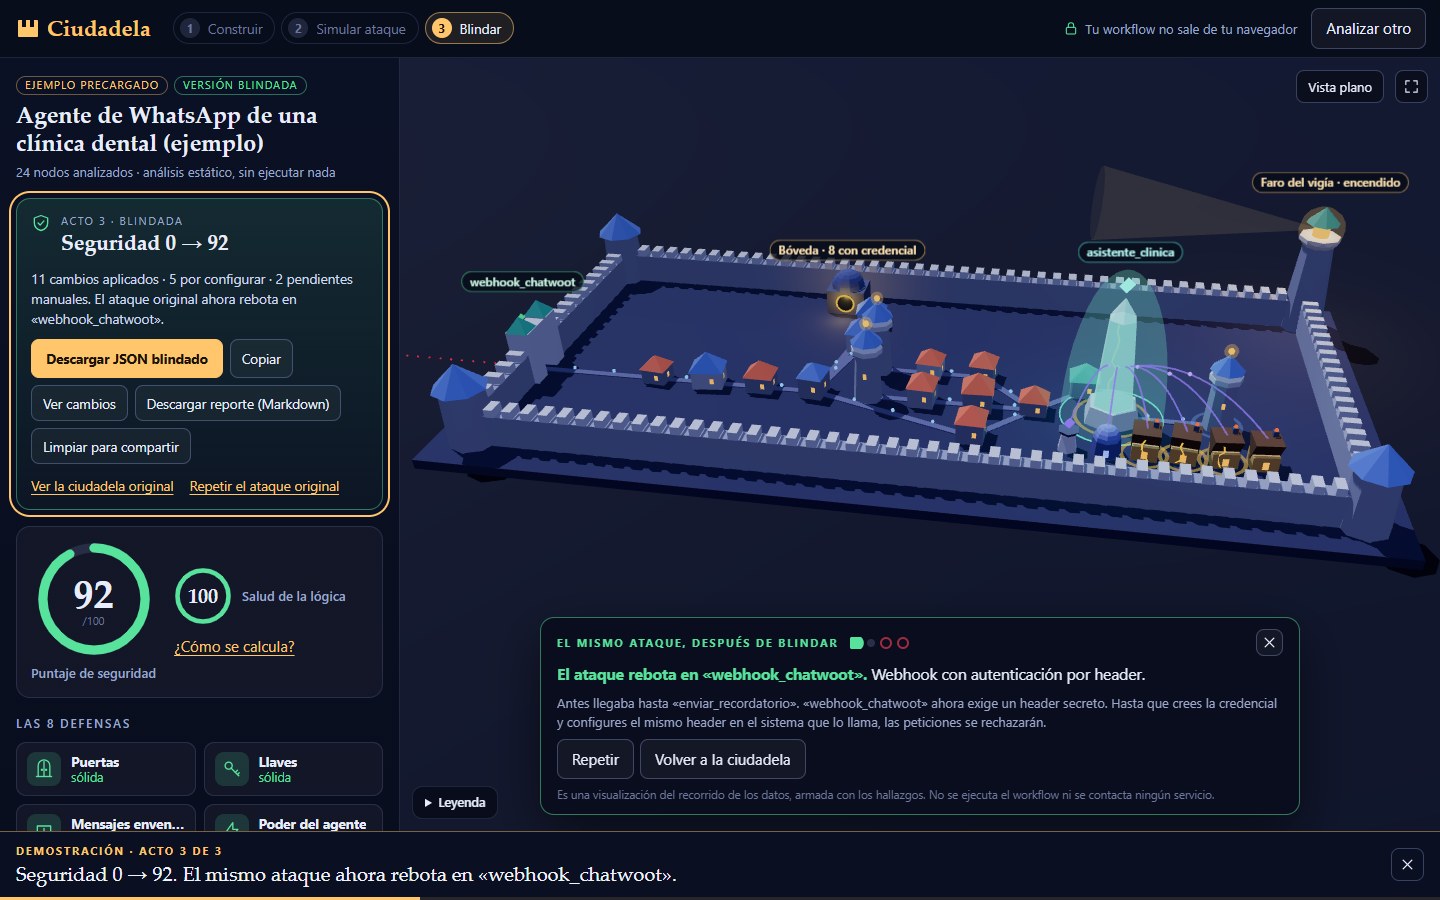 Ciudadela
1 Construir
2 Simular ataque
3 Blindar
Tu workflow no sale de tu navegador
Analizar otro
EJEMPLO PRECARGADO
VERSIÓN BLINDADA
Agente de WhatsApp de una
clínica dental (ejemplo)
24 nodos analizados · análisis estático, sin ejecutar nada
ACTO 3 · BLINDADA
Seguridad 0 → 92
11 cambios aplicados · 5 por configurar · 2 pendientes
manuales. El ataque original ahora rebota en
«webhook_chatwoot».
Descargar JSON blindado
Copiar
Ver cambios
Descargar reporte (Markdown)
Limpiar para compartir
Ver la ciudadela original
Repetir el ataque original
92
/100
Puntaje de seguridad
100
Salud de la lógica
¿Cómo se calcula?
LAS 8 DEFENSAS
Puertas
sólida
Llaves
sólida
Mensajes enven...
Poder del agente
Vista plano
Faro del vigía · encendido
Bóveda · 8 con credencial
asistente_clinica
webhook_chatwoot
EL MISMO ATAQUE, DESPUÉS DE BLINDAR
El ataque rebota en «webhook_chatwoot». Webhook con autenticación por header.
Antes llegaba hasta «enviar_recordatorio». «webhook_chatwoot» ahora exige un header secreto. Hasta que crees la credencial
y configures el mismo header en el sistema que lo llama, las peticiones se rechazarán.
Repetir
Volver a la ciudadela
Es una visualización del recorrido de los datos, armada con los hallazgos. No se ejecuta el workflow ni se contacta ningún servicio.
Leyenda
DEMOSTRACIÓN · ACTO 3 DE 3
Seguridad 0 → 92. El mismo ataque ahora rebota en «webhook_chatwoot».